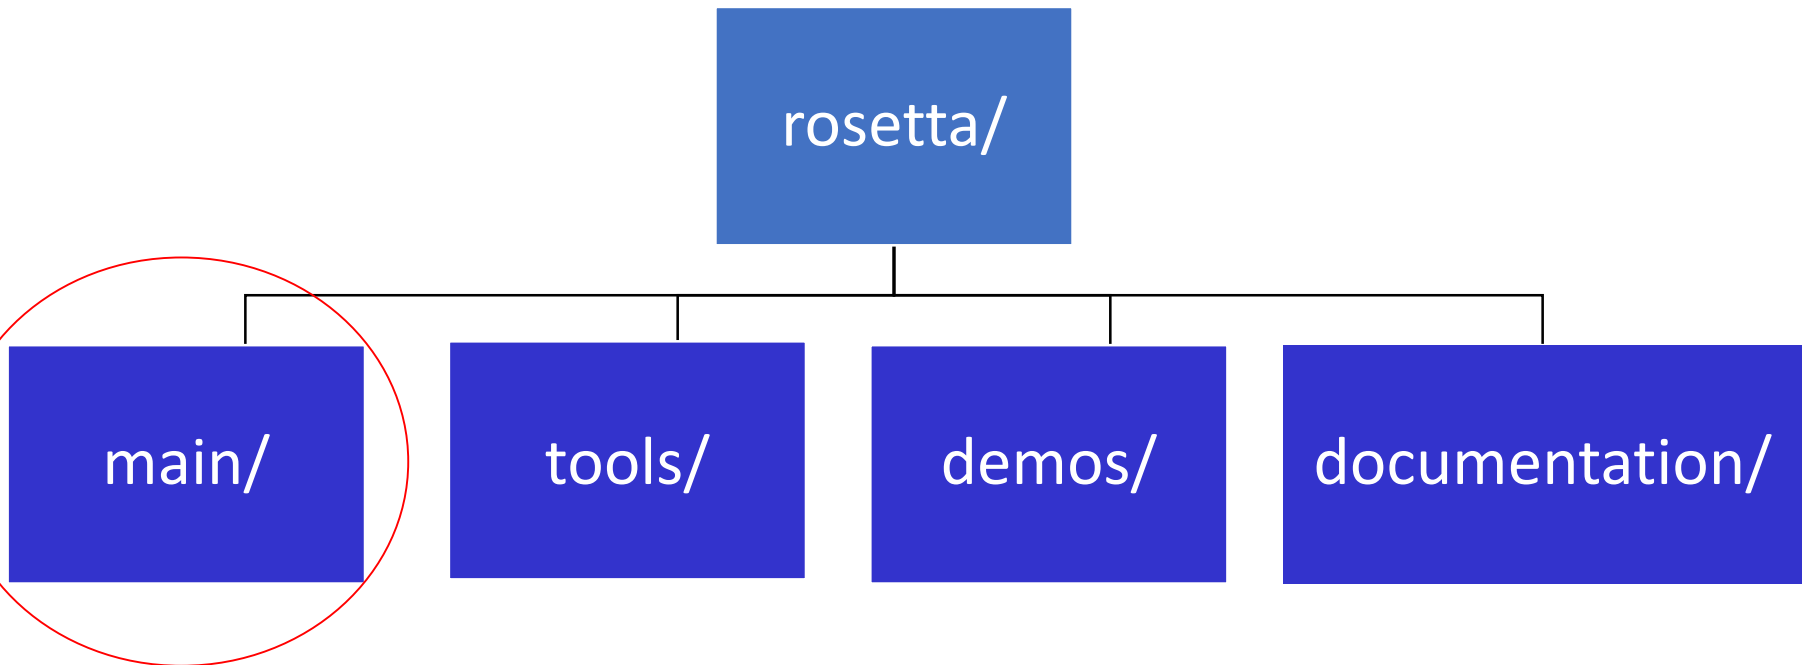 rosetta/
main/
tools/
demos/
documentation/